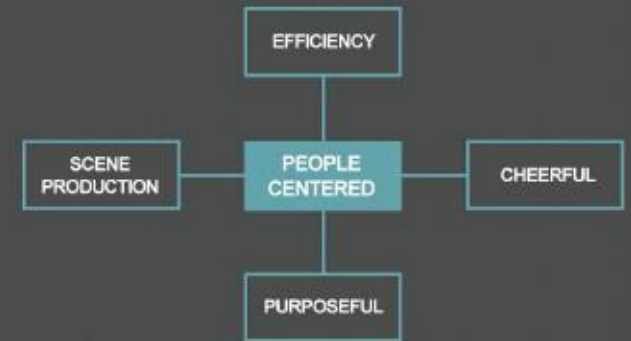 EFFICIENCY
SCENE
PRODUCTION
PEOPLE
CENTERED
CHEERFUL
PURPOSEFUL